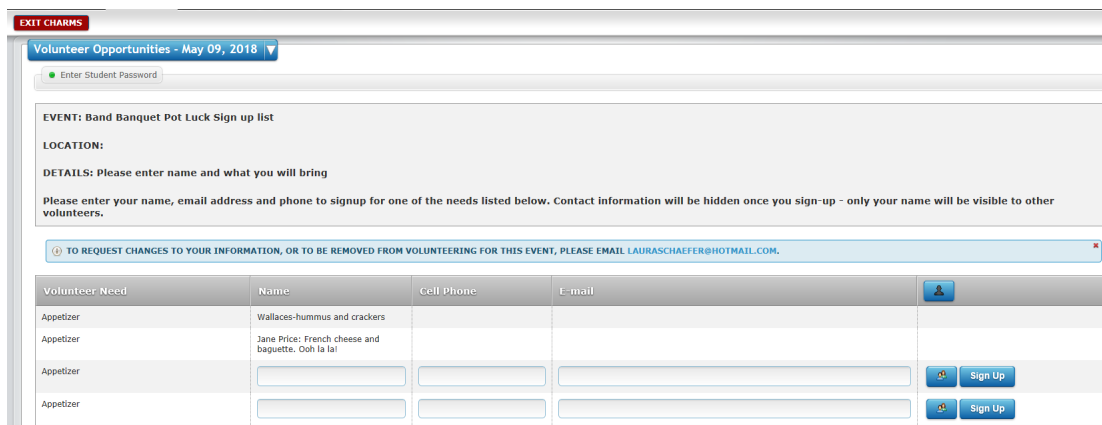 EXIT CHARMS
Volunteer Opportunities - May 09, 2018
Enter Student Password
EVENT: Band Banquet Pot Luck Sign up list
LOCATION:
DETAILS: Please enter name and what you will bring
Please enter your name, email address and phone to signup for one of the needs listed below. Contact information will be hidden once you sign-up - only your name will be visible to other
volunteers.
TO REQUEST CHANGES TO YOUR INFORMATION, OR TO BE REMOVED FROM VOLUNTEERING FOR THIS EVENT, PLEASE EMAIL LAURASCHAEFER@HOTMAIL.COM.
Volunteer Need Name Cell Phone E-mail
Appetizer Wallaces-hummus and crackers
Appetizer Jane Price: French cheese and
baguette. Ooh la la!
Appetizer Sign Up
Appetizer Sign Up